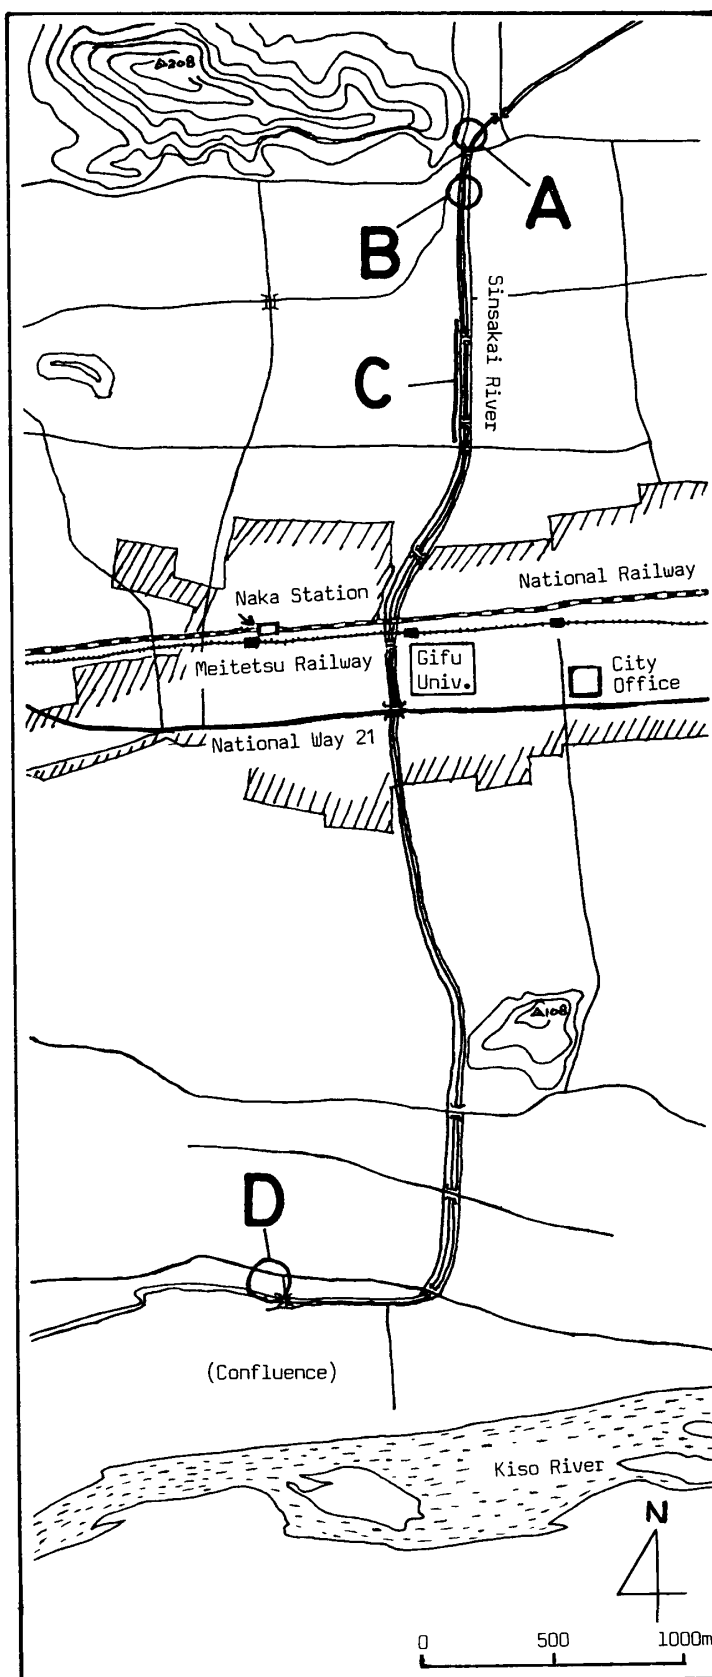 △208
A
B
Sinsakai River
C
National Railway
Naka Station
Meitetsu Railway
Gifu
Univ.
City
Office
National Way 21
△108
D
(Confluence)
Kiso River
N
0 500 1000m